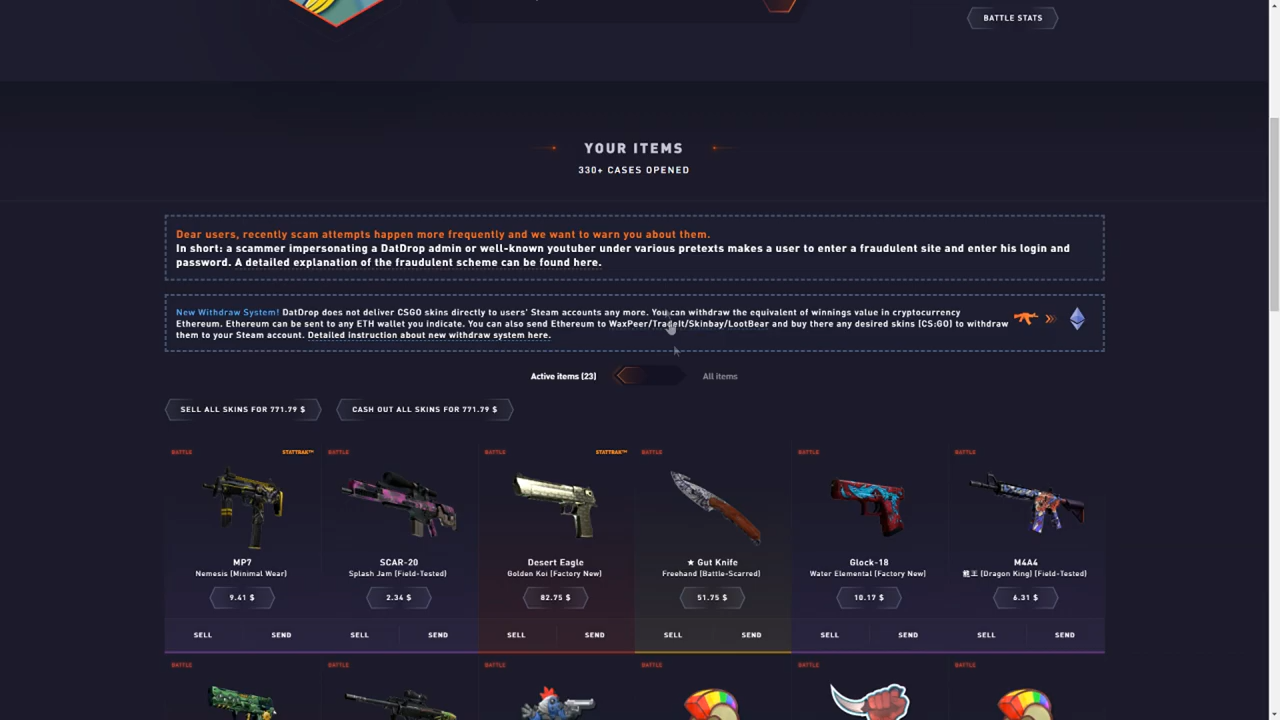 BATTLE STATS
YOUR ITEMS
330+ CASES OPENED
Dear users, recently scam attempts happen more frequently and we want to warn you about them.
In short: a scammer impersonating a DatDrop admin or well-known youtuber under various pretexts makes a user to enter a fraudulent site and enter his login and
password. A detailed explanation of the fraudulent scheme can be found here.
New Withdraw System! DatDrop does not deliver CSGO skins directly to users' Steam accounts any more. You can withdraw the equivalent of winnings value in cryptocurrency
Ethereum. Ethereum can be sent to any ETH wallet you indicate. You can also send Ethereum to WaxPeer/TradeIt/Skinbay/LootBear and buy there any desired skins (CS:GO) to withdraw
them to your Steam account. Detailed instruction about new withdraw system here.
Active items (23) All items
SELL ALL SKINS FOR 771.79 $ CASH OUT ALL SKINS FOR 771.79 $
BATTLE STATTRAK™ BATTLE BATTLE STATTRAK™ BATTLE BATTLE BATTLE
MP7 SCAR-20 Desert Eagle ★ Gut Knife Glock-18 M4A4
Nemesis (Minimal Wear) Splash Jam (Field-Tested) Golden Koi (Factory New) Freehand (Battle-Scarred) Water Elemental (Factory New) 龍王 (Dragon King) (Field-Tested)
9.41 $ 2.34 $ 82.75 $ 51.75 $ 10.17 $ 6.31 $
SELL SEND SELL SEND SELL SEND SELL SEND SELL SEND SELL SEND
BATTLE BATTLE BATTLE BATTLE BATTLE BATTLE